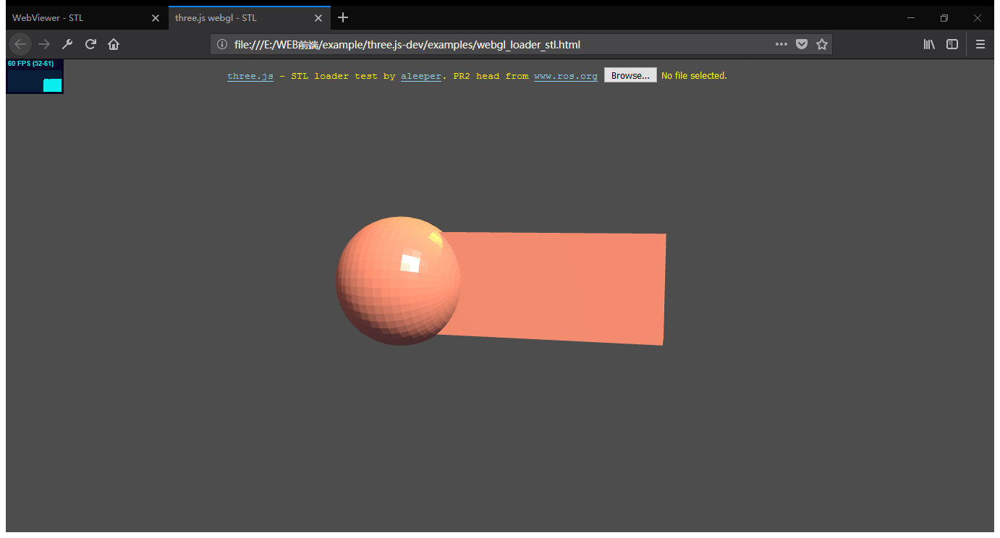 WebViewer - STL
three.js webgl - STL
file:///E:/WEB前端/example/three.js-dev/examples/webgl_loader_stl.html
60 FPS (52-61)
three.js - STL loader test by aleeper. PR2 head from www.ros.org Browse... No file selected.